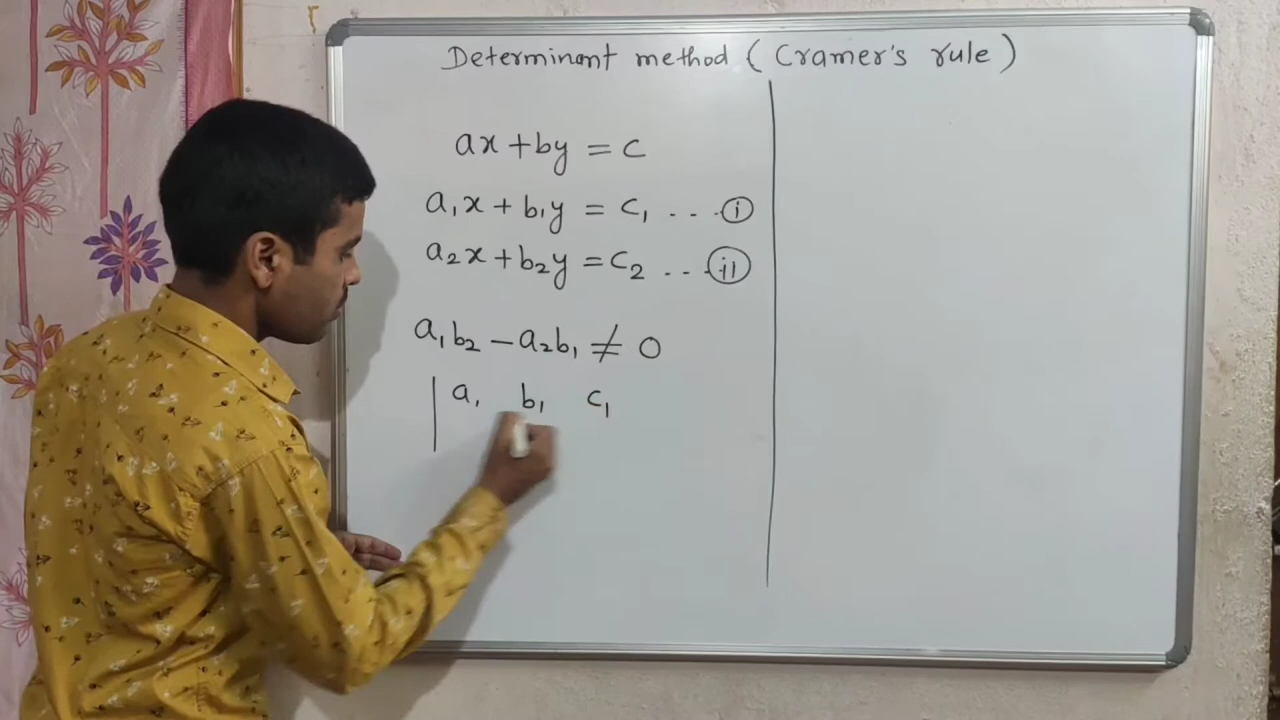 Determinant method (Cramer's rule)
ax + by = c
a₁x + b₁y = c₁ --- (i)
a₂x + b₂y = c₂ --- (ii)
a₁b₂ – a₂b₁ ≠ 0
| a₁ b₁ c₁